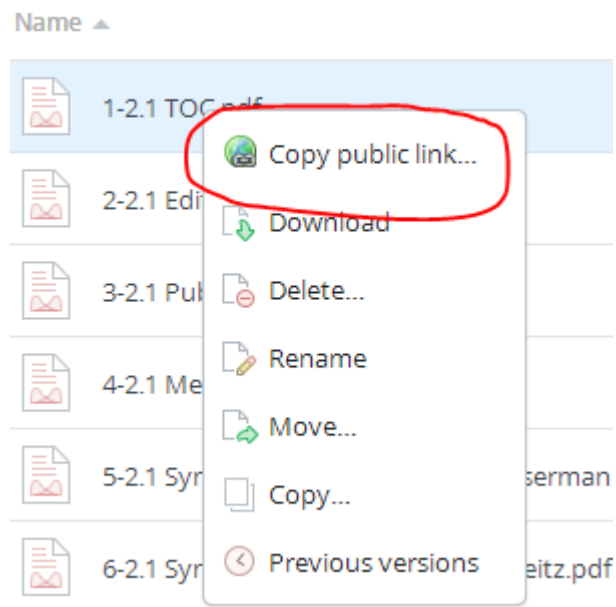 Name
1-2.1 TOC.pdf
Copy public link...
2-2.1 Edi
Download
3-2.1 Pub
Delete...
Rename
4-2.1 Me
Move...
5-2.1 Syr
serman
Copy...
6-2.1 Syr
Previous versions
eitz.pdf